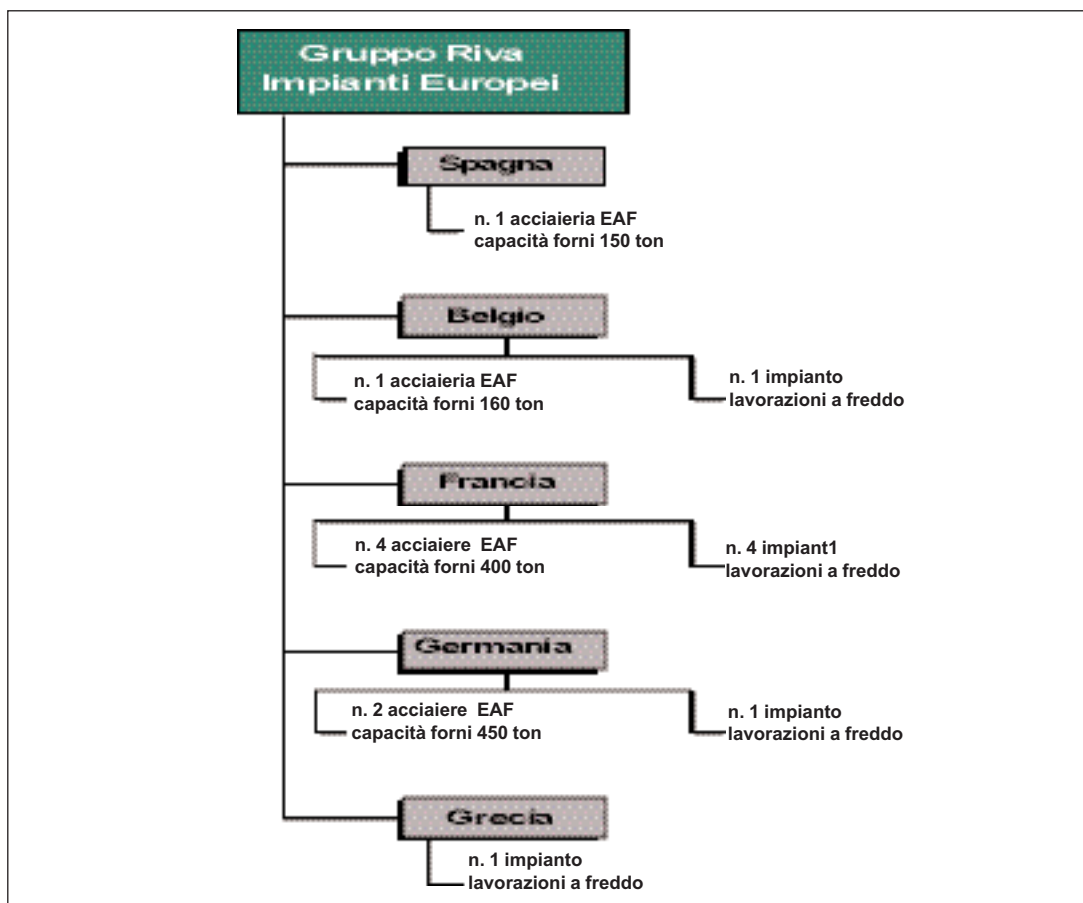 Gruppo Riva
Impianti Europei
Spagna
n. 1 acciaieria EAF
capacità forni 150 ton
Belgio
n. 1 acciaieria EAF
capacità forni 160 ton
n. 1 impianto
lavorazioni a freddo
Francia
n. 4 acciaiere EAF
capacità forni 400 ton
n. 4 impiant1
lavorazioni a freddo
Germania
n. 2 acciaiere EAF
capacità forni 450 ton
n. 1 impianto
lavorazioni a freddo
Grecia
n. 1 impianto
lavorazioni a freddo